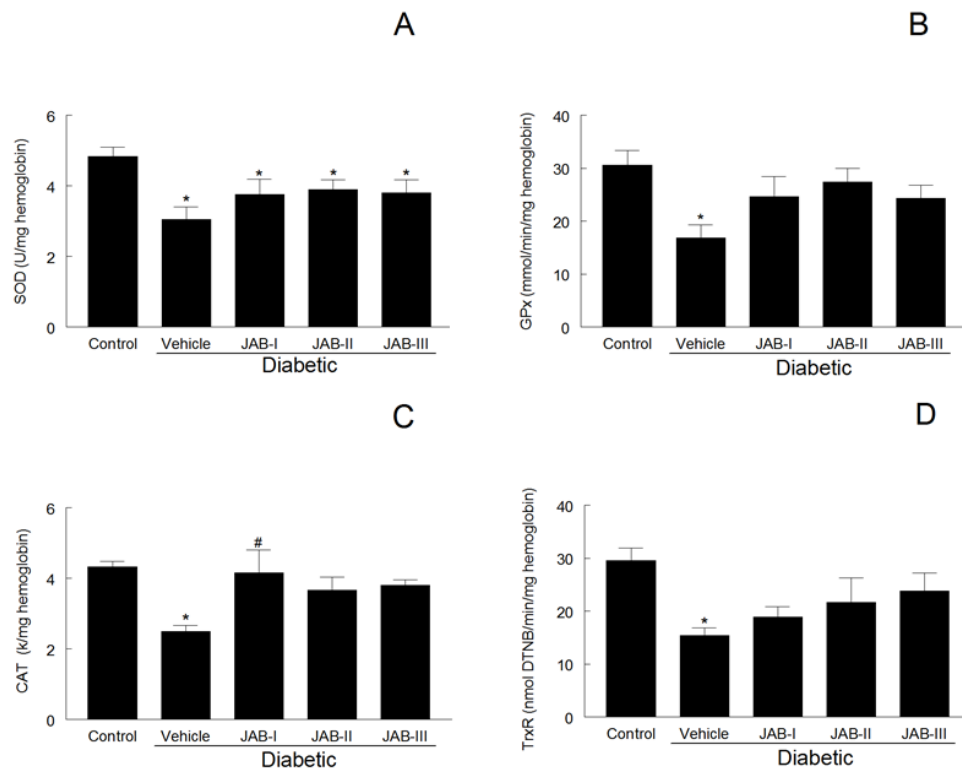 A
SOD (U/mg hemoglobin)
6
4
2
0
*
*
*
*
Control Vehicle JAB-I JAB-II JAB-III
Diabetic
B
GPx (mmol/min/mg hemoglobin)
40
30
20
10
0
*
Control Vehicle JAB-I JAB-II JAB-III
Diabetic
C
CAT (k/mg hemoglobin)
6
4
2
0
*
#
Control Vehicle JAB-I JAB-II JAB-III
Diabetic
D
TrxR (nmol DTNB/min/mg hemoglobin)
40
30
20
10
0
*
Control Vehicle JAB-I JAB-II JAB-III
Diabetic